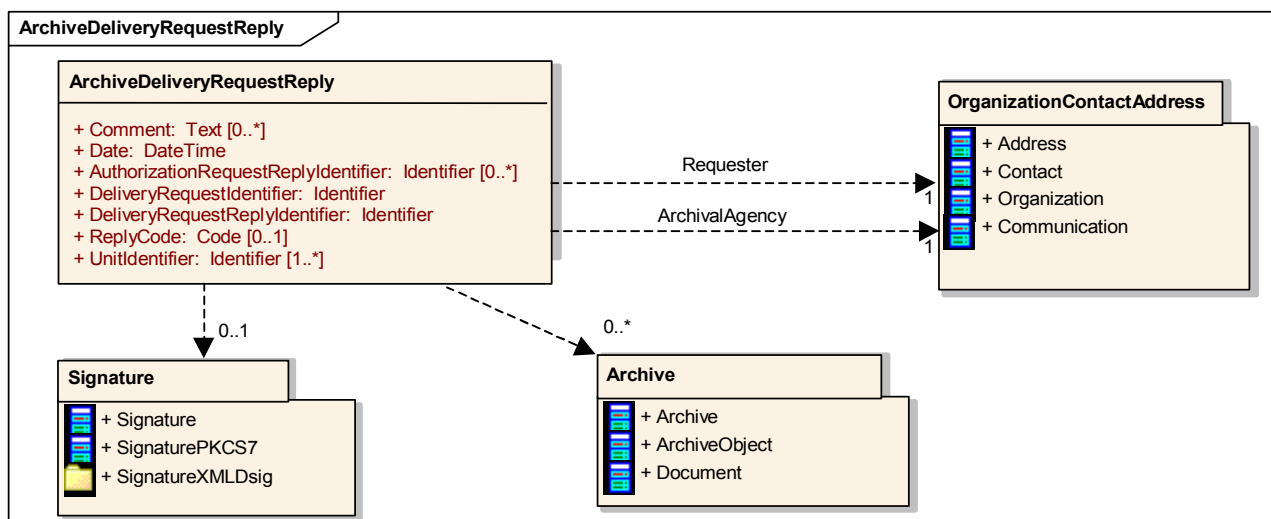 ArchiveDeliveryRequestReply
ArchiveDeliveryRequestReply
+ Comment: Text [0..*]
+ Date: DateTime
+ AuthorizationRequestReplyIdentifier: Identifier [0..*]
+ DeliveryRequestIdentifier: Identifier
+ DeliveryRequestReplyIdentifier: Identifier
+ ReplyCode: Code [0..1]
+ UnitIdentifier: Identifier [1..*]
Requester
1
ArchivalAgency
1
OrganizationContactAddress
+ Address
+ Contact
+ Organization
+ Communication
0..1
0..*
Signature
+ Signature
+ SignaturePKCS7
+ SignatureXMLDsig
Archive
+ Archive
+ ArchiveObject
+ Document